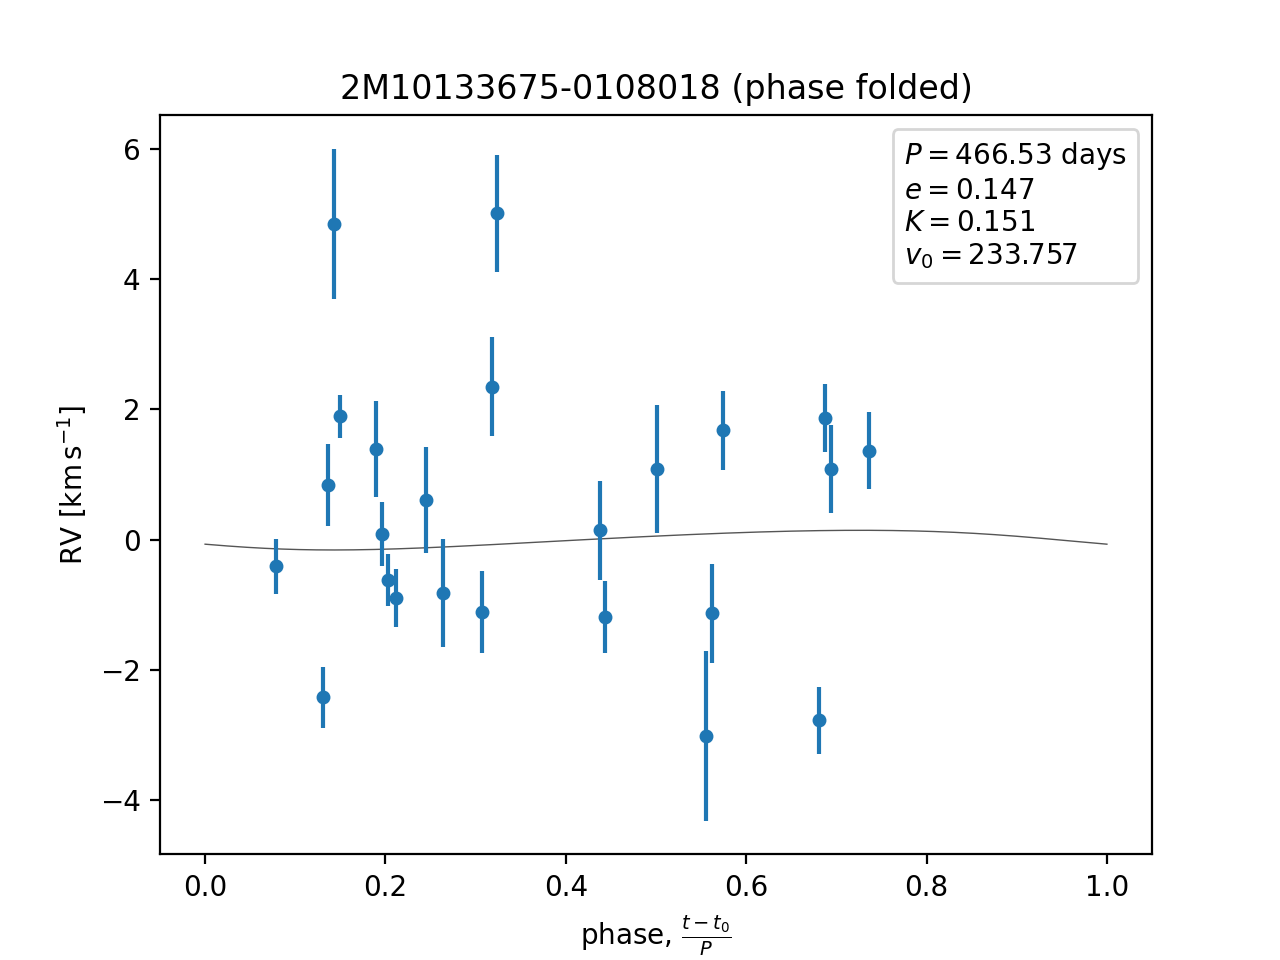 2M10133675-0108018 (phase folded)
P = 466.53 days
e = 0.147
K = 0.151
v₀ = 233.757
6
4
2
0
−2
−4
RV [km s⁻¹]
0.0 0.2 0.4 0.6 0.8 1.0
phase, (t − t₀)/P